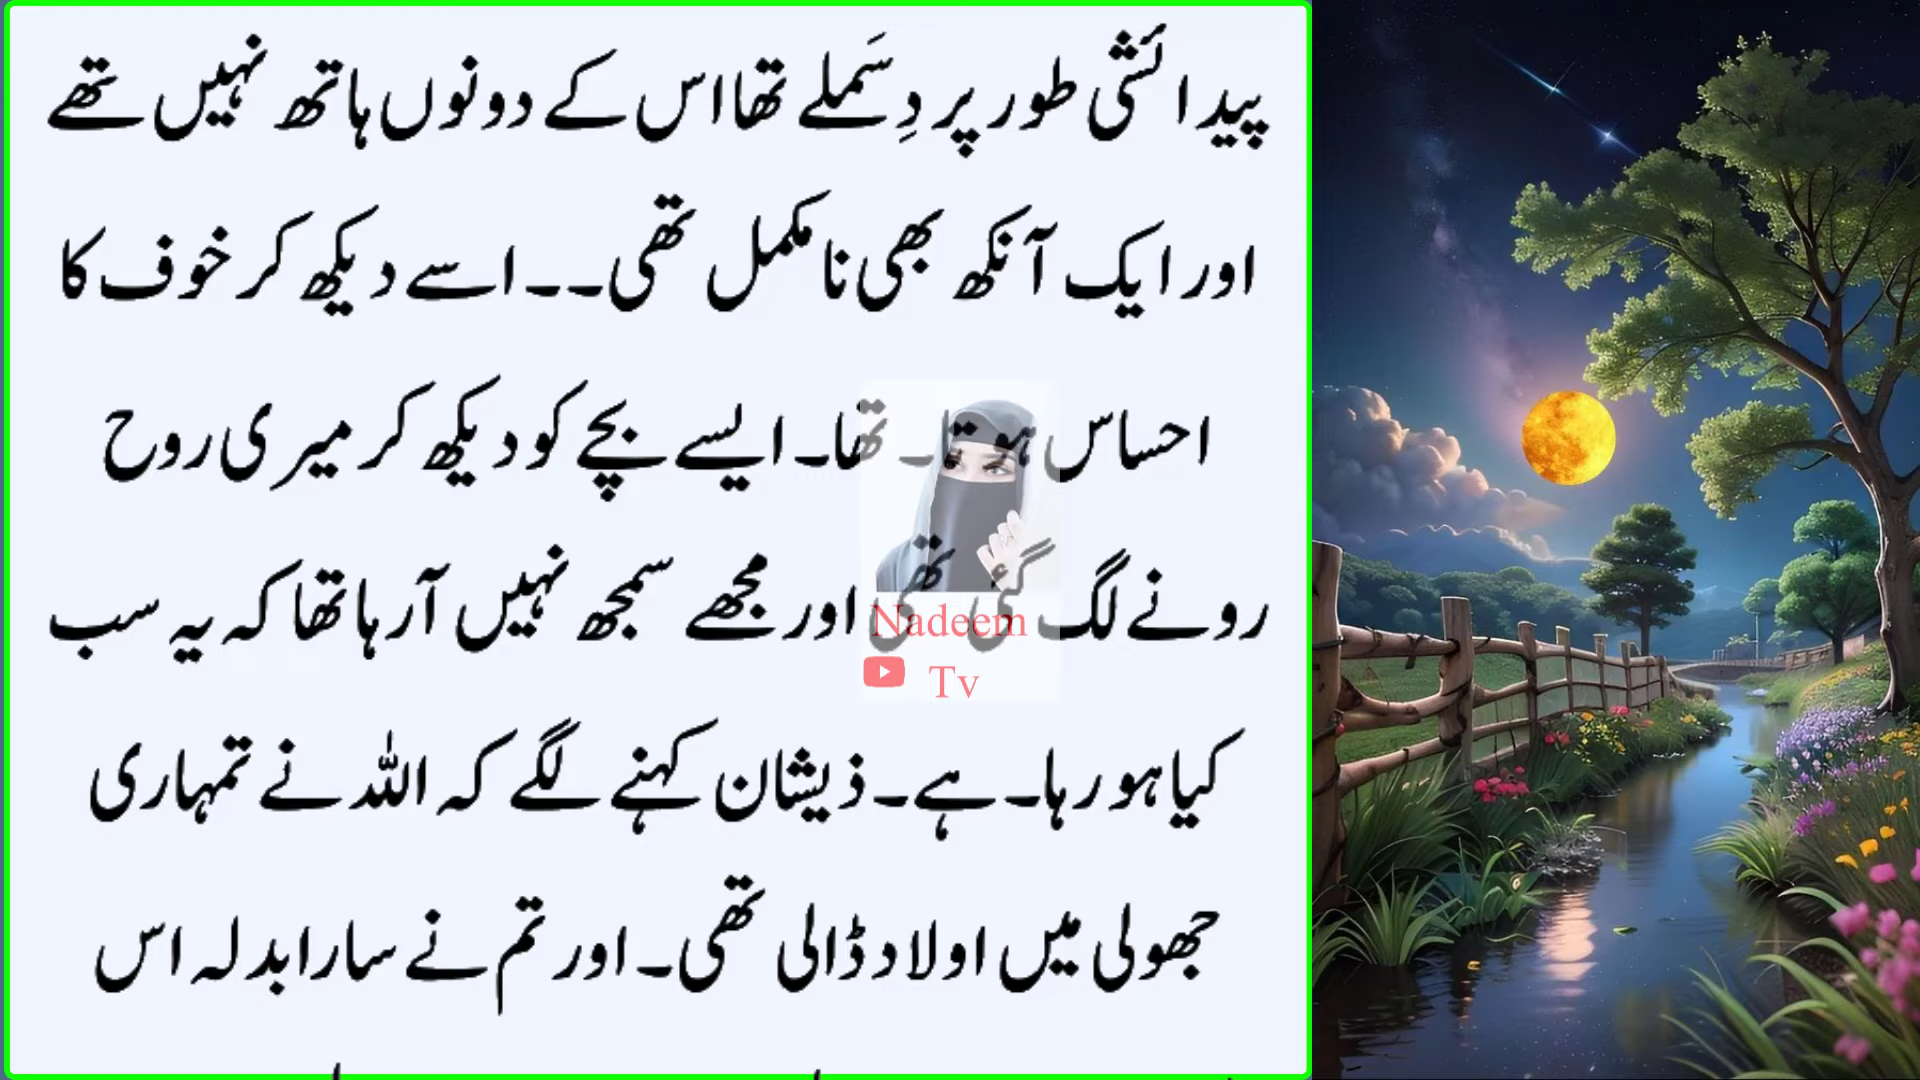 پیدائشی طور پر دِسَملے تھا اس کے دونوں ہاتھ نہیں تھے
اور ایک آنکھ بھی نامکمل تھی۔۔ اسے دیکھ کر خوف کا
احساس ہوتا۔ تھا۔ ایسے بچے کو دیکھ کر میری روح
رونے لگ گئی تھی اور مجھے سمجھ نہیں آرہا تھا کہ یہ سب
کیا ہو رہا۔ ہے۔ ذیشان کہنے لگے کہ اللہ نے تمہاری
جھولی میں اولاد ڈالی تھی۔ اور تم نے سارا بدلہ اس
Nadeem
Tv